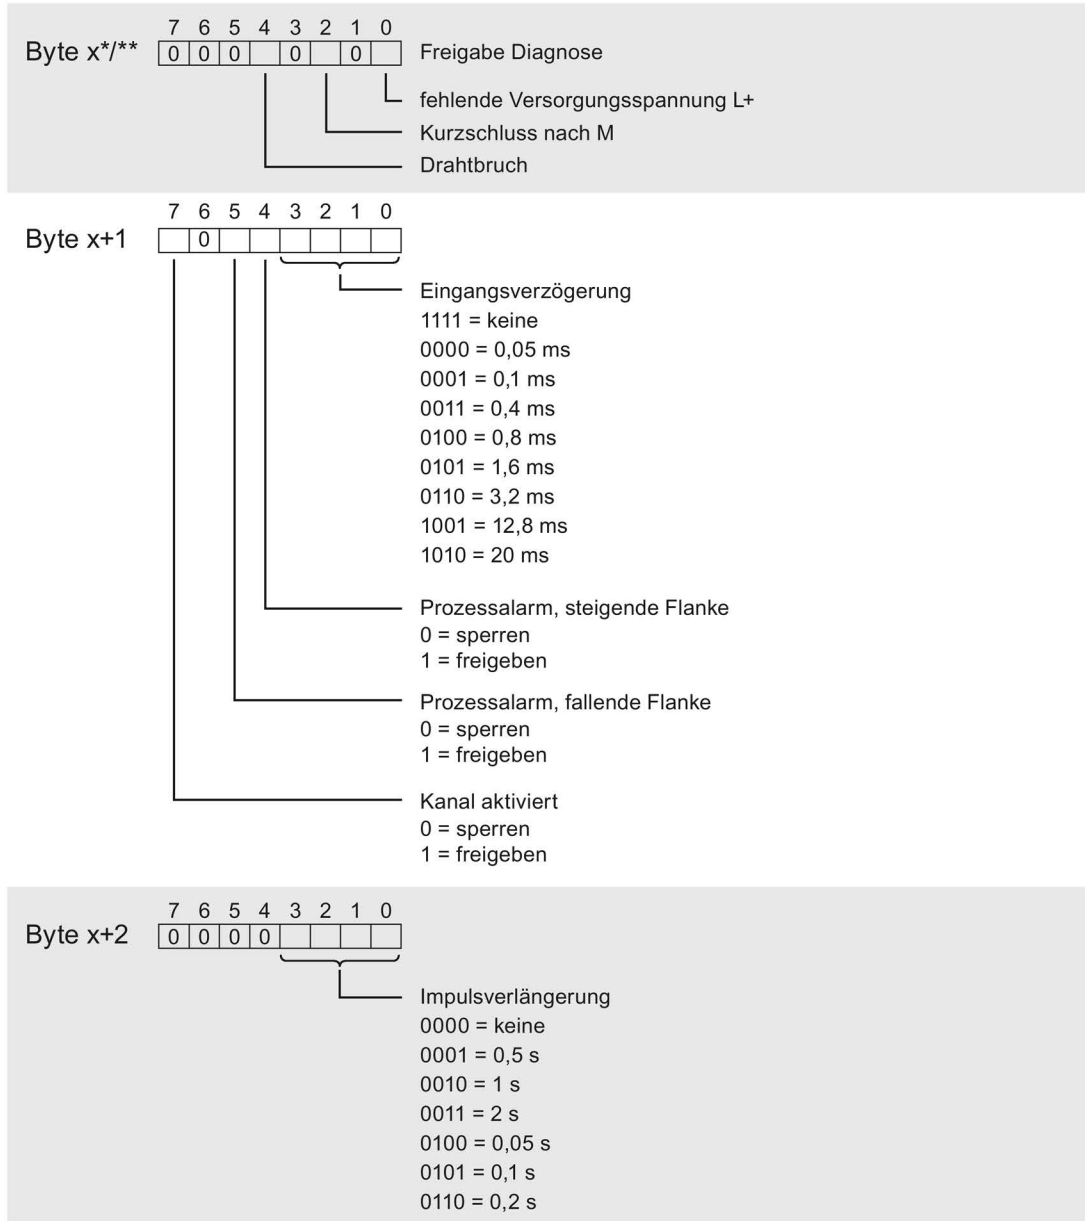 7 6 5 4 3 2 1 0
Byte x*/** 0 0 0 0 0 Freigabe Diagnose
fehlende Versorgungsspannung L+
Kurzschluss nach M
Drahtbruch
7 6 5 4 3 2 1 0
Byte x+1 0
Eingangsverzögerung
1111 = keine
0000 = 0,05 ms
0001 = 0,1 ms
0011 = 0,4 ms
0100 = 0,8 ms
0101 = 1,6 ms
0110 = 3,2 ms
1001 = 12,8 ms
1010 = 20 ms
Prozessalarm, steigende Flanke
0 = sperren
1 = freigeben
Prozessalarm, fallende Flanke
0 = sperren
1 = freigeben
Kanal aktiviert
0 = sperren
1 = freigeben
7 6 5 4 3 2 1 0
Byte x+2 0 0 0 0
Impulsverlängerung
0000 = keine
0001 = 0,5 s
0010 = 1 s
0011 = 2 s
0100 = 0,05 s
0101 = 0,1 s
0110 = 0,2 s